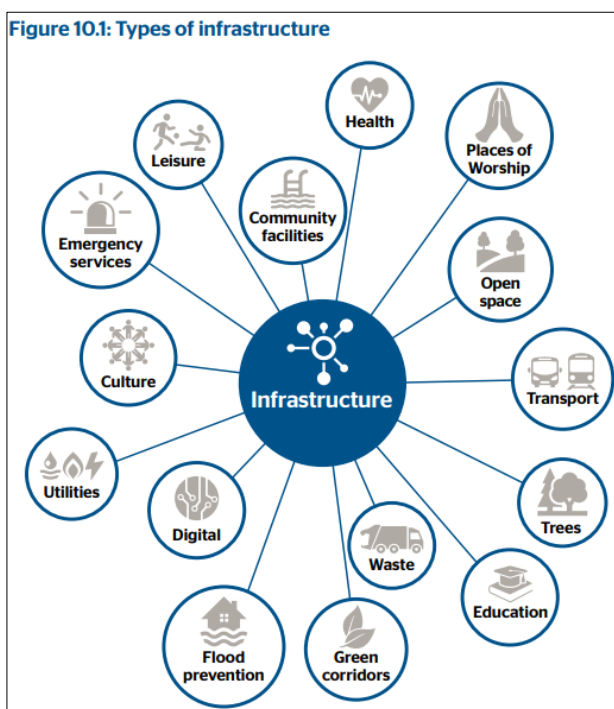 Figure 10.1: Types of infrastructure
Health
Leisure
Places of
Worship
Community
facilities
Emergency
services
Open
space
Culture
Infrastructure
Transport
Utilities
Digital
Trees
Waste
Education
Flood
prevention
Green
corridors